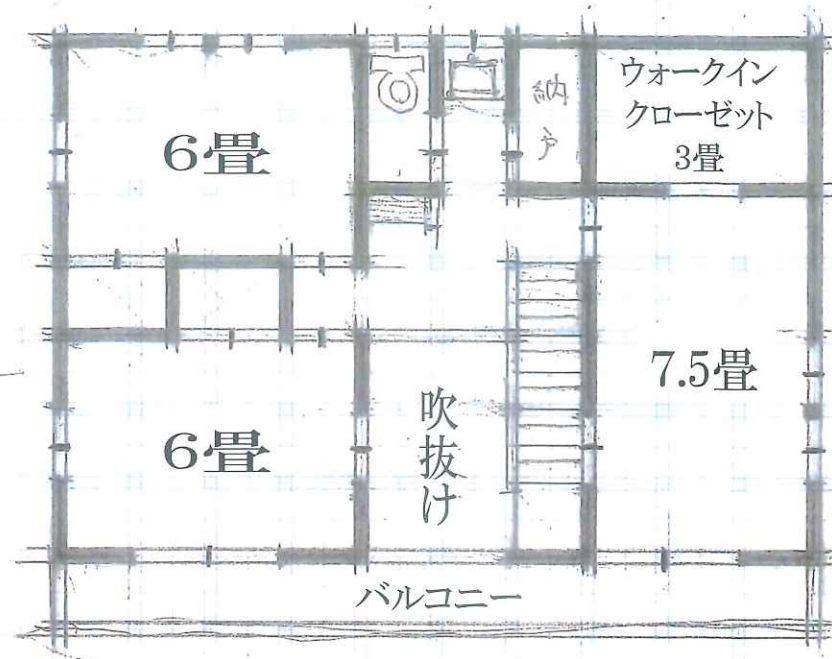 6畳
納戸
ウォークイン
クローゼット
3畳
7.5畳
吹抜け
6畳
バルコニー